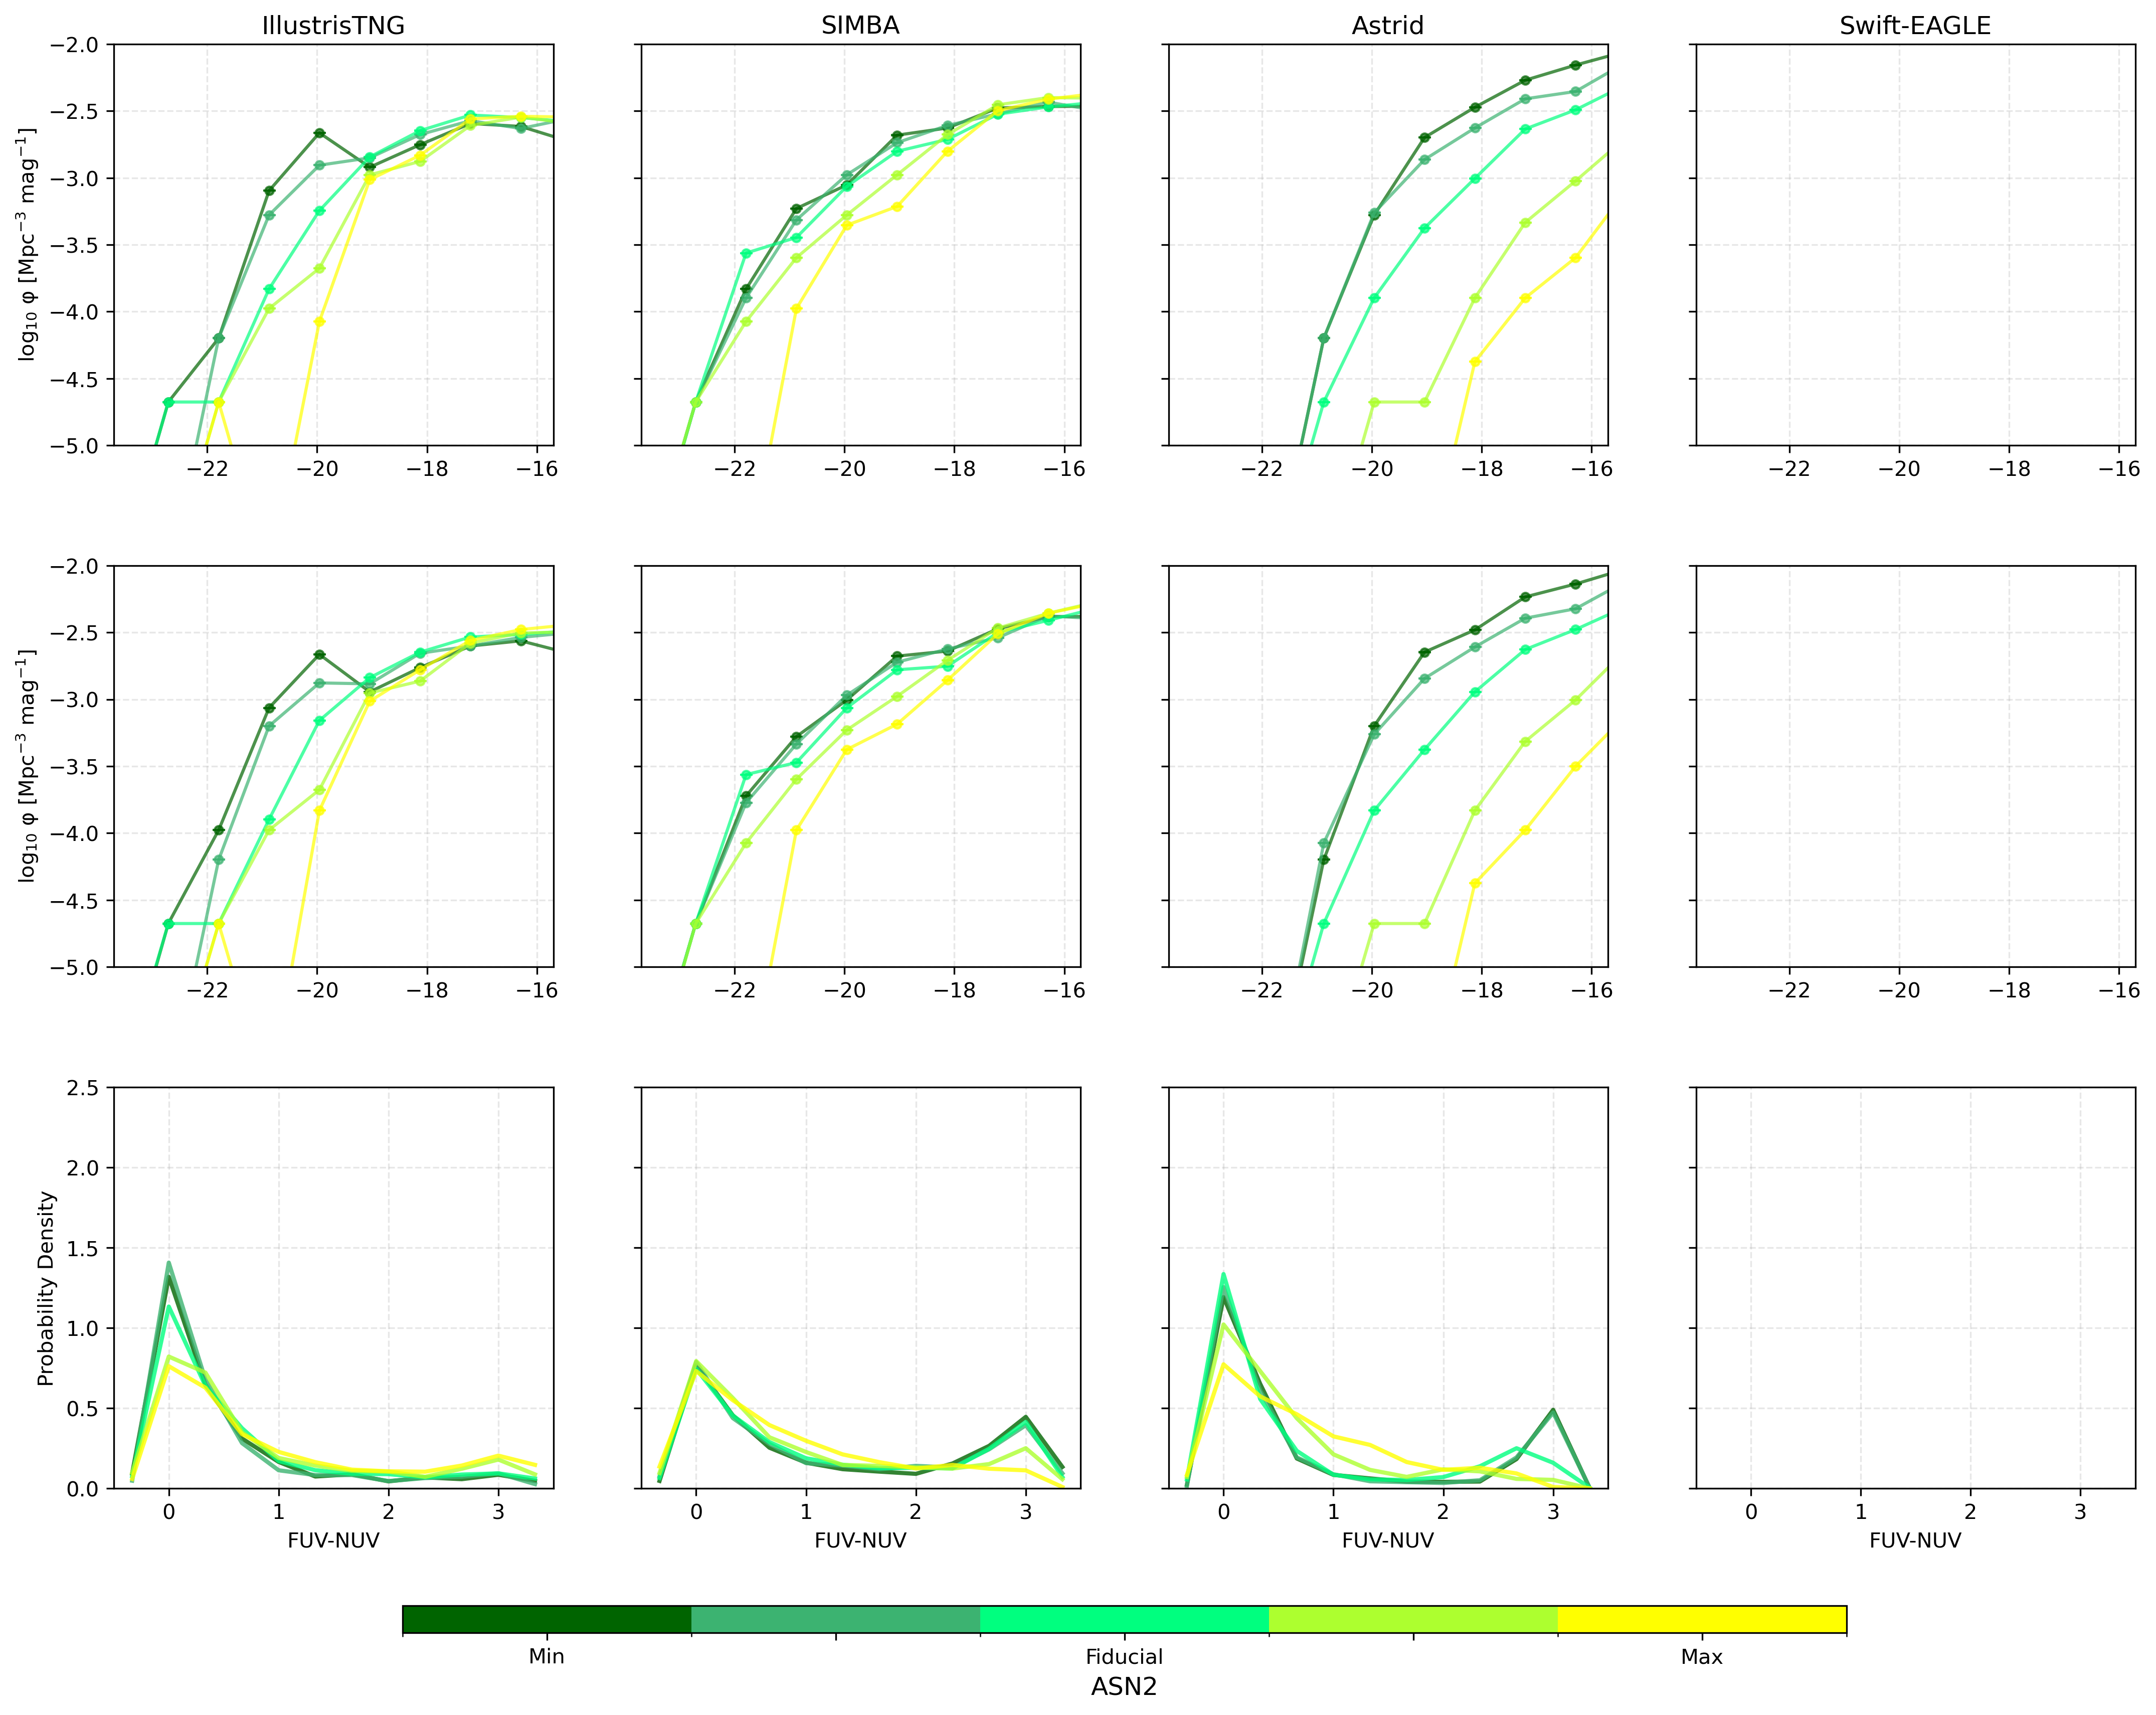 IllustrisTNG SIMBA Astrid Swift-EAGLE
−2.0
−2.5
−3.0
−3.5
−4.0
−4.5
−5.0
log₁₀ φ [Mpc⁻³ mag⁻¹]
−22 −20 −18 −16 −22 −20 −18 −16 −22 −20 −18 −16 −22 −20 −18 −16
−2.0
−2.5
−3.0
−3.5
−4.0
−4.5
−5.0
log₁₀ φ [Mpc⁻³ mag⁻¹]
−22 −20 −18 −16 −22 −20 −18 −16 −22 −20 −18 −16 −22 −20 −18 −16
2.5
2.0
1.5
1.0
0.5
0.0
Probability Density
0 1 2 3 0 1 2 3 0 1 2 3 0 1 2 3
FUV-NUV FUV-NUV FUV-NUV FUV-NUV
Min Fiducial Max
ASN2